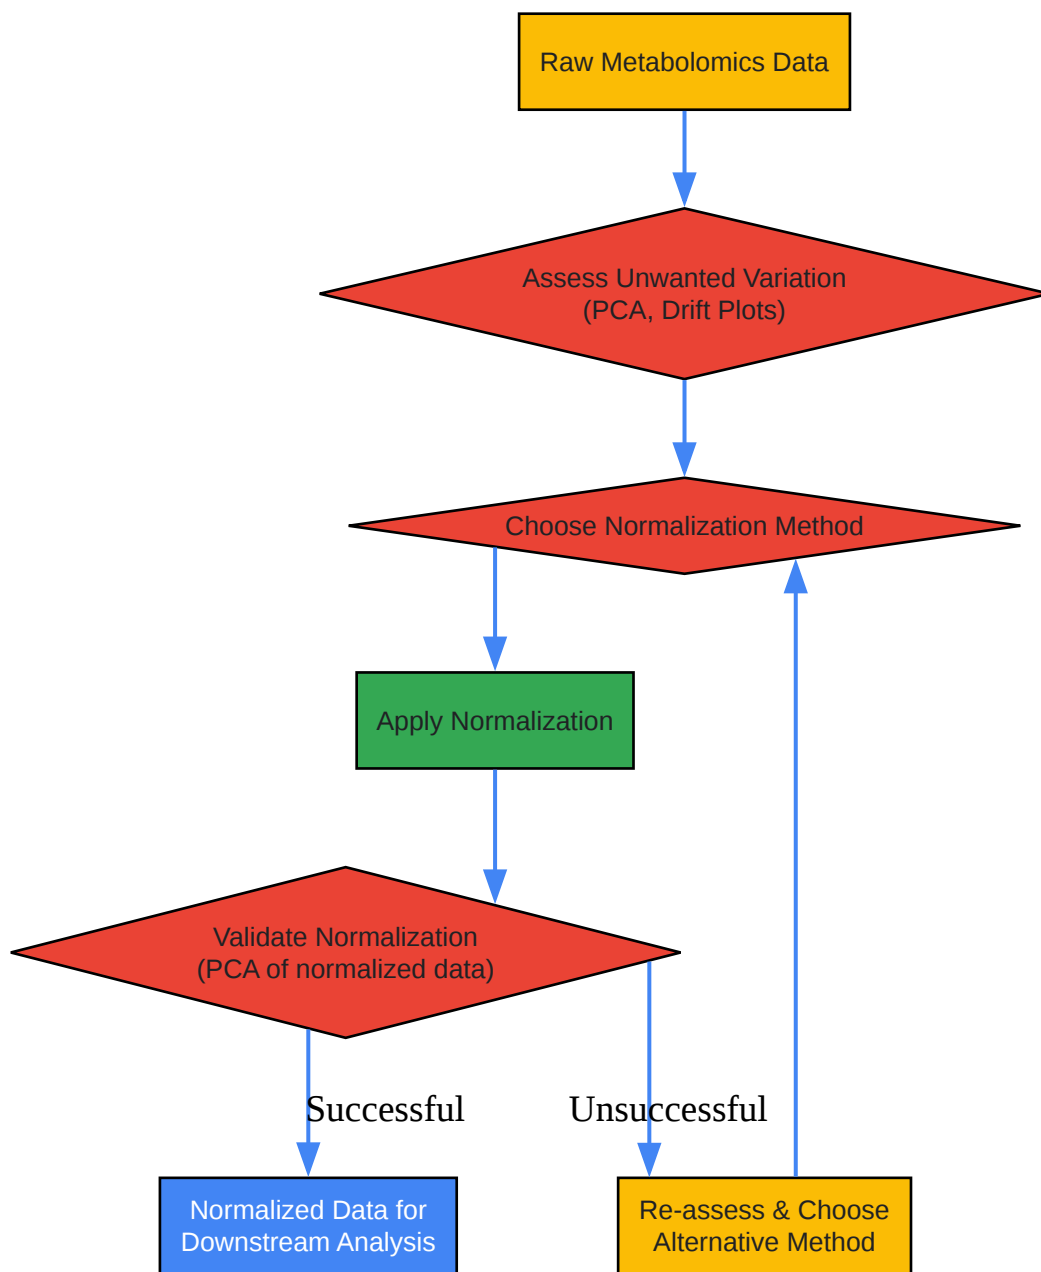 Raw Metabolomics Data
Assess Unwanted Variation
(PCA, Drift Plots)
Choose Normalization Method
Apply Normalization
Validate Normalization
(PCA of normalized data)
Successful
Unsuccessful
Normalized Data for
Downstream Analysis
Re-assess & Choose
Alternative Method